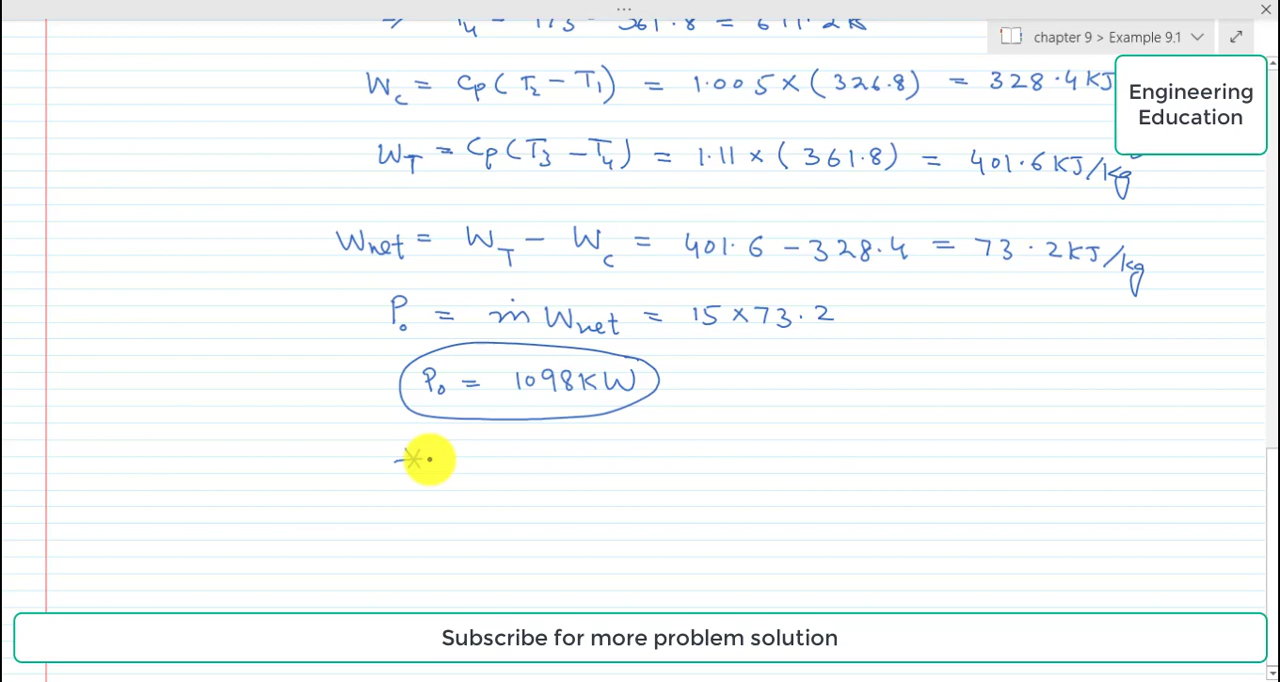 ...
chapter 9 > Example 9.1
Wc = Cp(T2 - T1) = 1.005 × (326.8) = 328.4 KJ
Engineering
Education
WT = Cp(T3 - T4) = 1.11 × (361.8) = 401.6 KJ/kg
Wnet = WT - Wc = 401.6 - 328.4 = 73.2 KJ/kg
Po = ṁ Wnet = 15 × 73.2
Po = 1098 KW
Subscribe for more problem solution